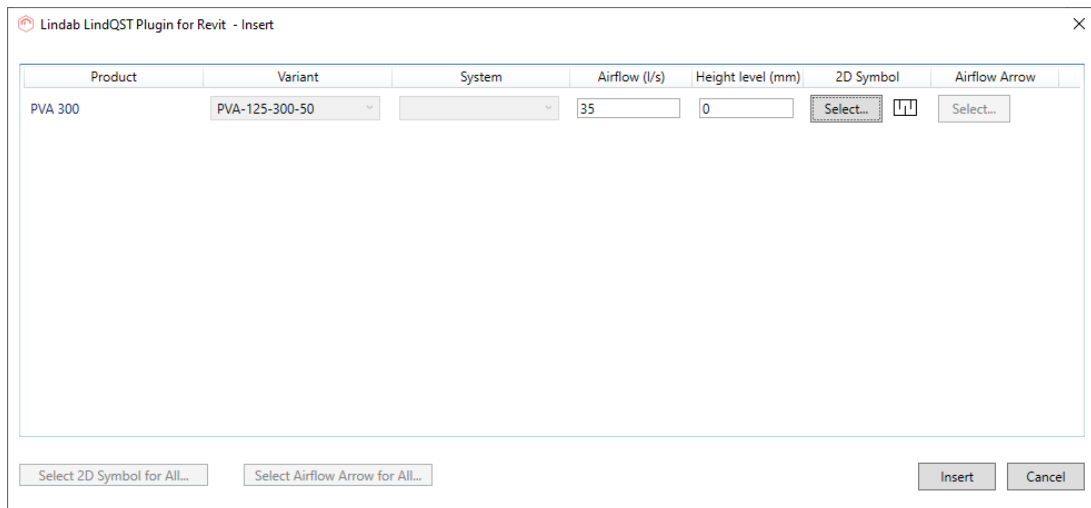 Lindab LindQST Plugin for Revit - Insert
Product Variant System Airflow (l/s) Height level (mm) 2D Symbol Airflow Arrow
PVA 300 PVA-125-300-50 35 0 Select... Select...
Select 2D Symbol for All... Select Airflow Arrow for All... Insert Cancel